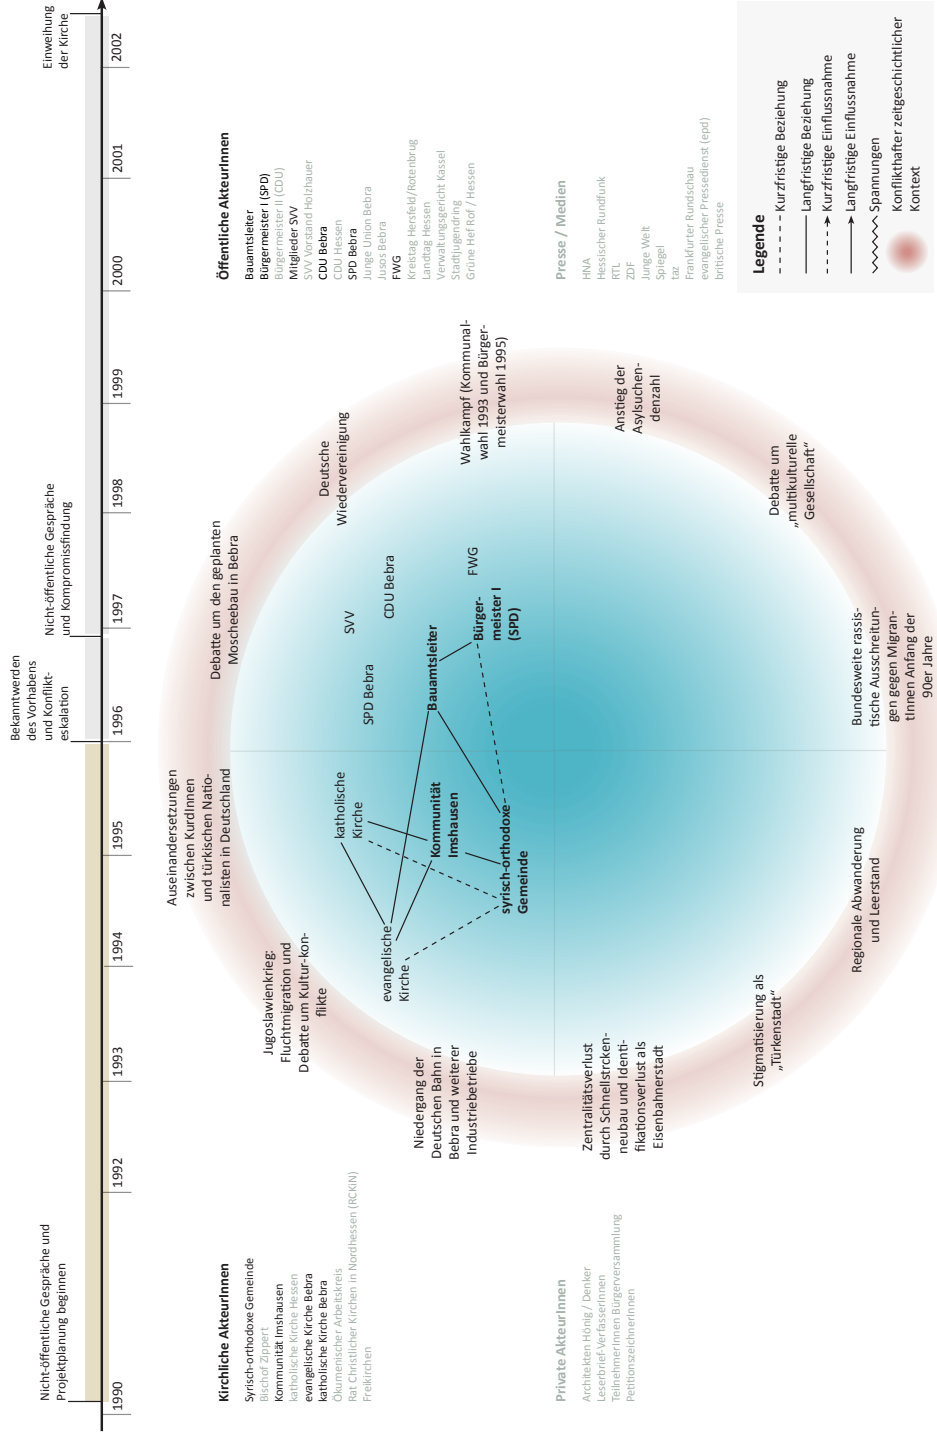 Nicht-öffentliche Gespräche und
Projektplanung beginnen
Bekanntwerden
des Vorhabens
und Konflikt-
eskalation
Nicht-öffentliche Gespräche
und Kompromissfindung
Einweihung
der Kirche
1990
1992
1993
1994
1995
1996
1997
1998
1999
2000
2001
2002
Kirchliche AkteurInnen
Syrisch-orthodoxe Gemeinde
Bischof Zippert
Kommunität Imshausen
katholische Kirche Hessen
evangelische Kirche Bebra
katholische Kirche Bebra
Ökumenischer Arbeitskreis
Rat Christlicher Kirchen in Nordhessen (RCKiN)
Freikirchen
Private AkteurInnen
Architekten Hönig / Denker
Leserbrief-VerfasserInnen
TeilnehmerInnen Bürgerversammlung
PetitionszeichnerInnen
Niedergang der
Deutschen Bahn in
Bebra und weiterer
Industriebetriebe
Jugoslawienkrieg:
Fluchtmigration und
Debatte um Kultur-kon-
flikte
Auseinandersetzungen
zwischen KurdInnen
und türkischen Natio-
nalisten in Deutschland
Debatte um den geplanten
Moscheebau in Bebra
Deutsche
Wiedervereinigung
Wahlkampf (Kommunal-
wahl 1993 und Bürger-
meisterwahl 1995)
Anstieg der
Asylsuchen-
denzahl
Debatte um
„multikulturelle
Gesellschaft“
Bundesweite rassis-
tische Ausschreitun-
gen gegen Migran-
tInnen Anfang der
90er Jahre
Regionale Abwanderung
und Leerstand
Stigmatisierung als
„Türkenstadt“
Zentralitätsverlust
durch Schnellstrcken-
neubau und Identi-
fikationsverlust als
Eisenbahnerstadt
evangelische
Kirche
katholische
Kirche
Kommunität
Imshausen
syrisch-orthodoxe
Gemeinde
SPD Bebra
SVV
CDU Bebra
Bauamtsleiter
Bürger-
meister I
(SPD)
FWG
Öffentliche AkteurInnen
Bauamtsleiter
Bürgermeister I (SPD)
Bürgermeister II (CDU)
Mitglieder SVV
SVV Vorstand Holzhauer
CDU Bebra
CDU Hessen
SPD Bebra
Junge Union Bebra
Jusos Bebra
FWG
Kreistag Hersfeld/Rotenbrug
Landtag Hessen
Verwaltungsgericht Kassel
Stadtjugendring
Grüne Hef Rof / Hessen
Presse / Medien
HNA
Hessischer Rundfunk
RTL
ZDF
Junge Welt
Spiegel
taz
Frankfurter Rundschau
evangelischer Pressedienst (epd)
britische Presse
Legende
Kurzfristige Beziehung
Langfristige Beziehung
Kurzfristige Einflussnahme
Langfristige Einflussnahme
Spannungen
Konflikthafter zeitgeschichtlicher
Kontext